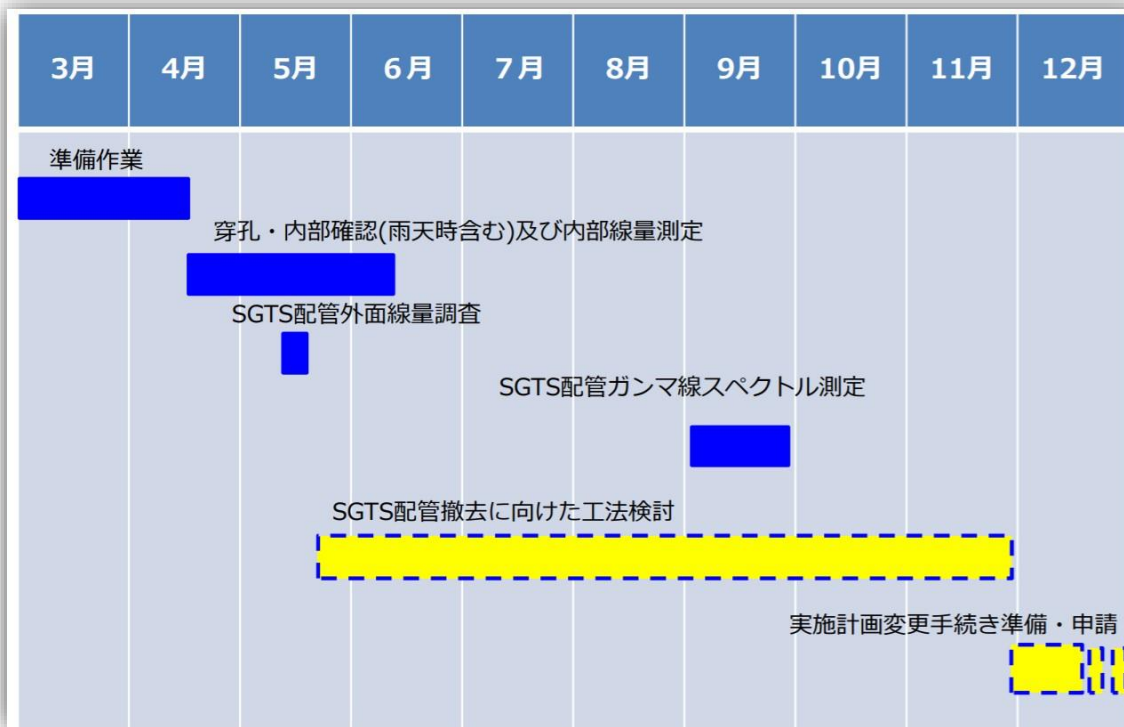 3月 4月 5月 6月 7月 8月 9月 10月 11月 12月
準備作業
穿孔・内部確認(雨天時含む)及び内部線量測定
SGTS配管外面線量調査
SGTS配管ガンマ線スペクトル測定
SGTS配管撤去に向けた工法検討
実施計画変更手続き準備・申請